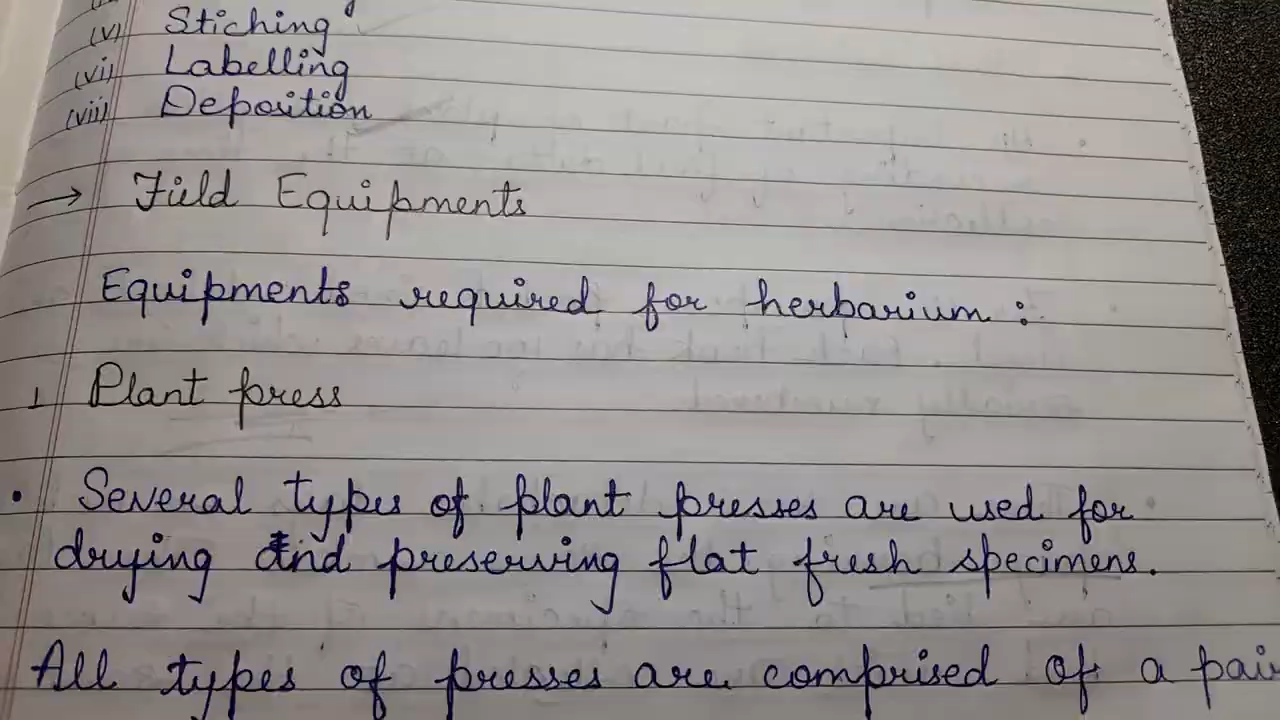 (v) Stiching
(vi) Labelling
(viii) Deposition
→ Field Equipments
Equipments required for herbarium :
1 Plant press
• Several types of plant presses are used for
drying and preserving flat fresh specimens.
All types of presses are comprised of a pai